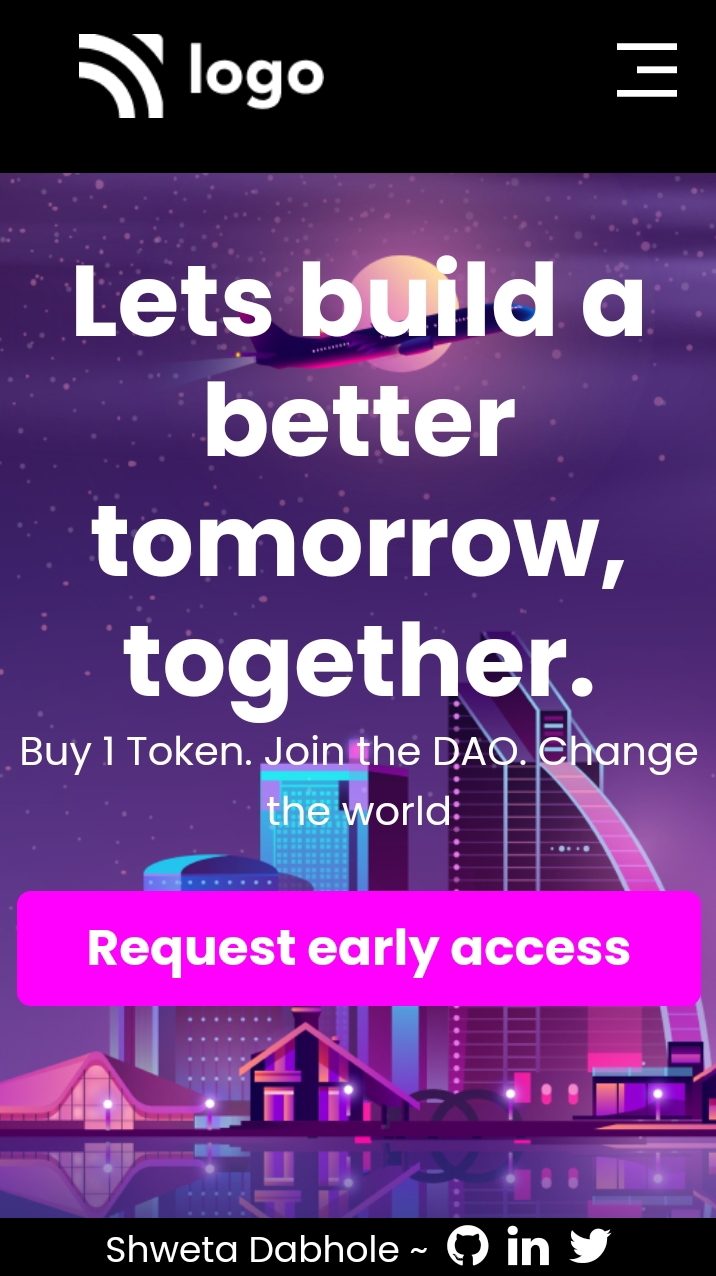 logo
Lets build a
better
tomorrow,
together.
Buy 1 Token. Join the DAO. Change
the world
Request early access
Shweta Dabhole ~